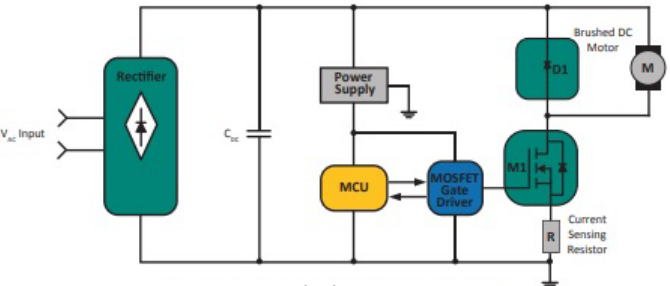 Rectifier
V_ac Input
C_DC
Power
Supply
MCU
MOSFET
Gate
Driver
D1
Brushed DC
Motor
M
M1
R
Current
Sensing
Resistor